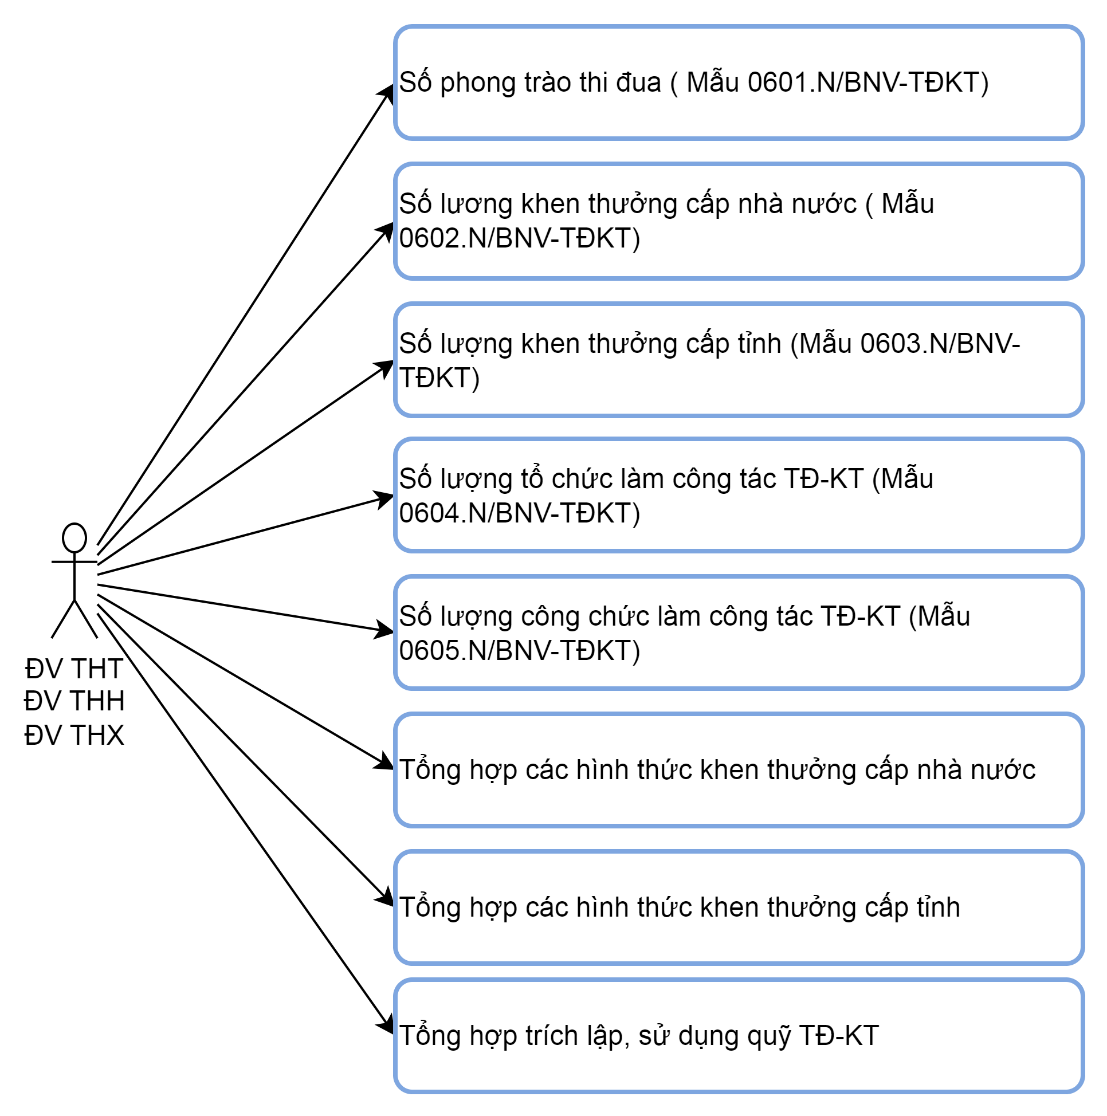 Số phong trào thi đua ( Mẫu 0601.N/BNV-TĐKT)
Số lương khen thưởng cấp nhà nước ( Mẫu
0602.N/BNV-TĐKT)
Số lượng khen thưởng cấp tỉnh (Mẫu 0603.N/BNV-
TĐKT)
Số lượng tổ chức làm công tác TĐ-KT (Mẫu
0604.N/BNV-TĐKT)
Số lượng công chức làm công tác TĐ-KT (Mẫu
0605.N/BNV-TĐKT)
ĐV THT
ĐV THH
ĐV THX
Tổng hợp các hình thức khen thưởng cấp nhà nước
Tổng hợp các hình thức khen thưởng cấp tỉnh
Tổng hợp trích lập, sử dụng quỹ TĐ-KT